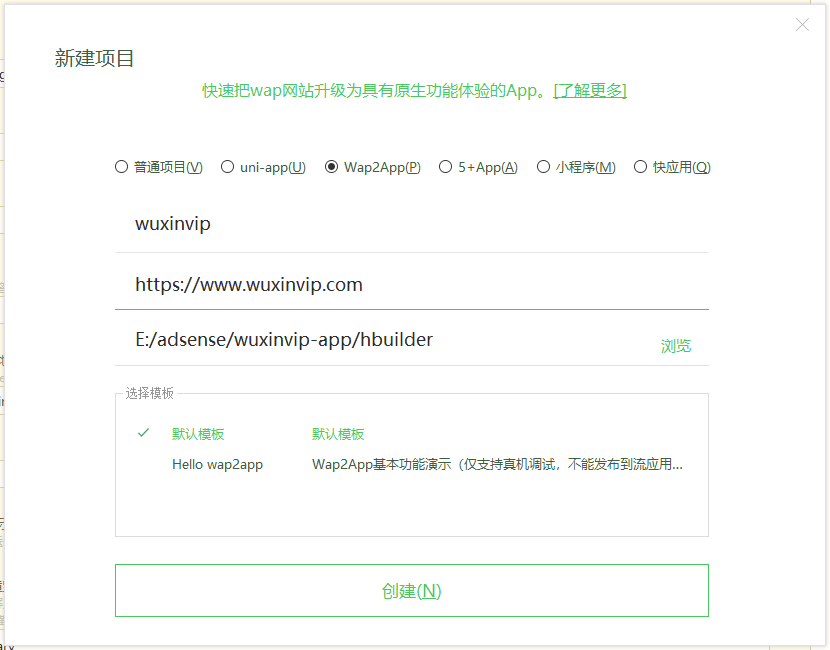 新建项目
快速把wap网站升级为具有原生功能体验的App。[了解更多]
普通项目(V) uni-app(U) Wap2App(P) 5+App(A) 小程序(M) 快应用(Q)
wuxinvip
https://www.wuxinvip.com
E:/adsense/wuxinvip-app/hbuilder 浏览
选择模板
默认模板 默认模板
Hello wap2app Wap2App基本功能演示（仅支持真机调试，不能发布到流应用...
创建(N)